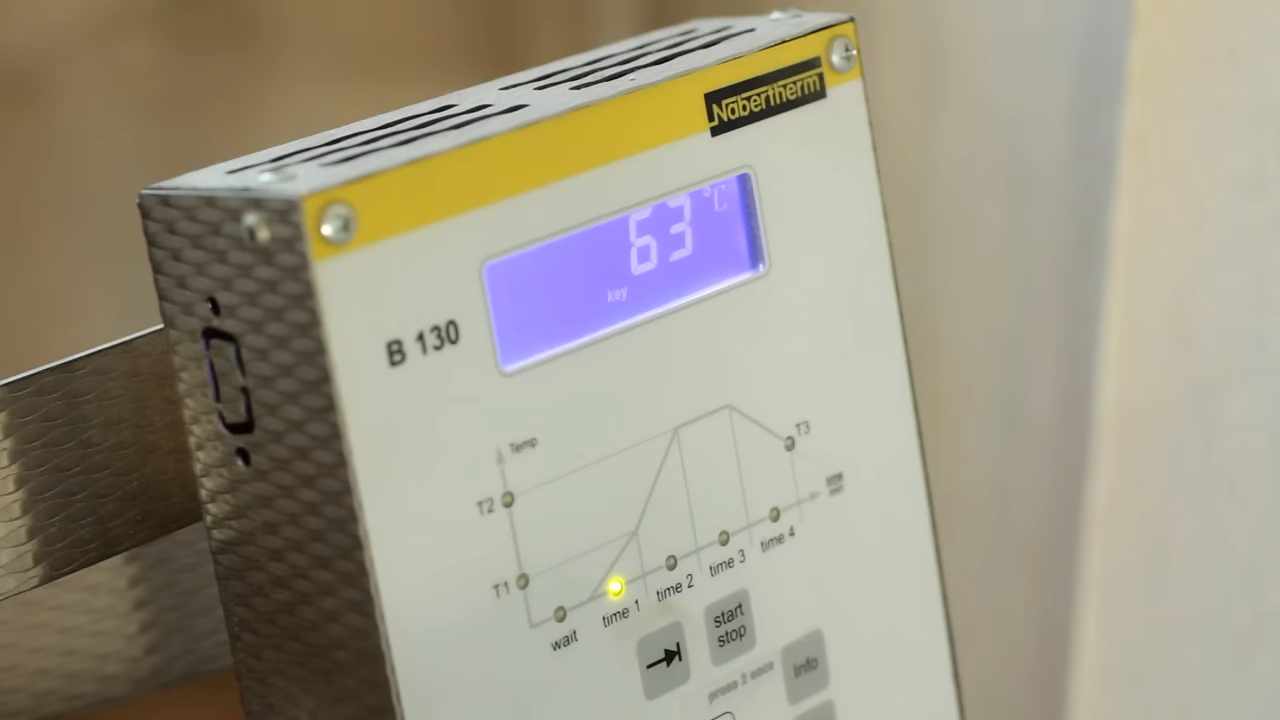 Nabertherm
63 °C
key
B 130
Temp
T3
T2
T1
wait
time 1
time 2
time 3
time 4
start
stop
press 2 secs
Info